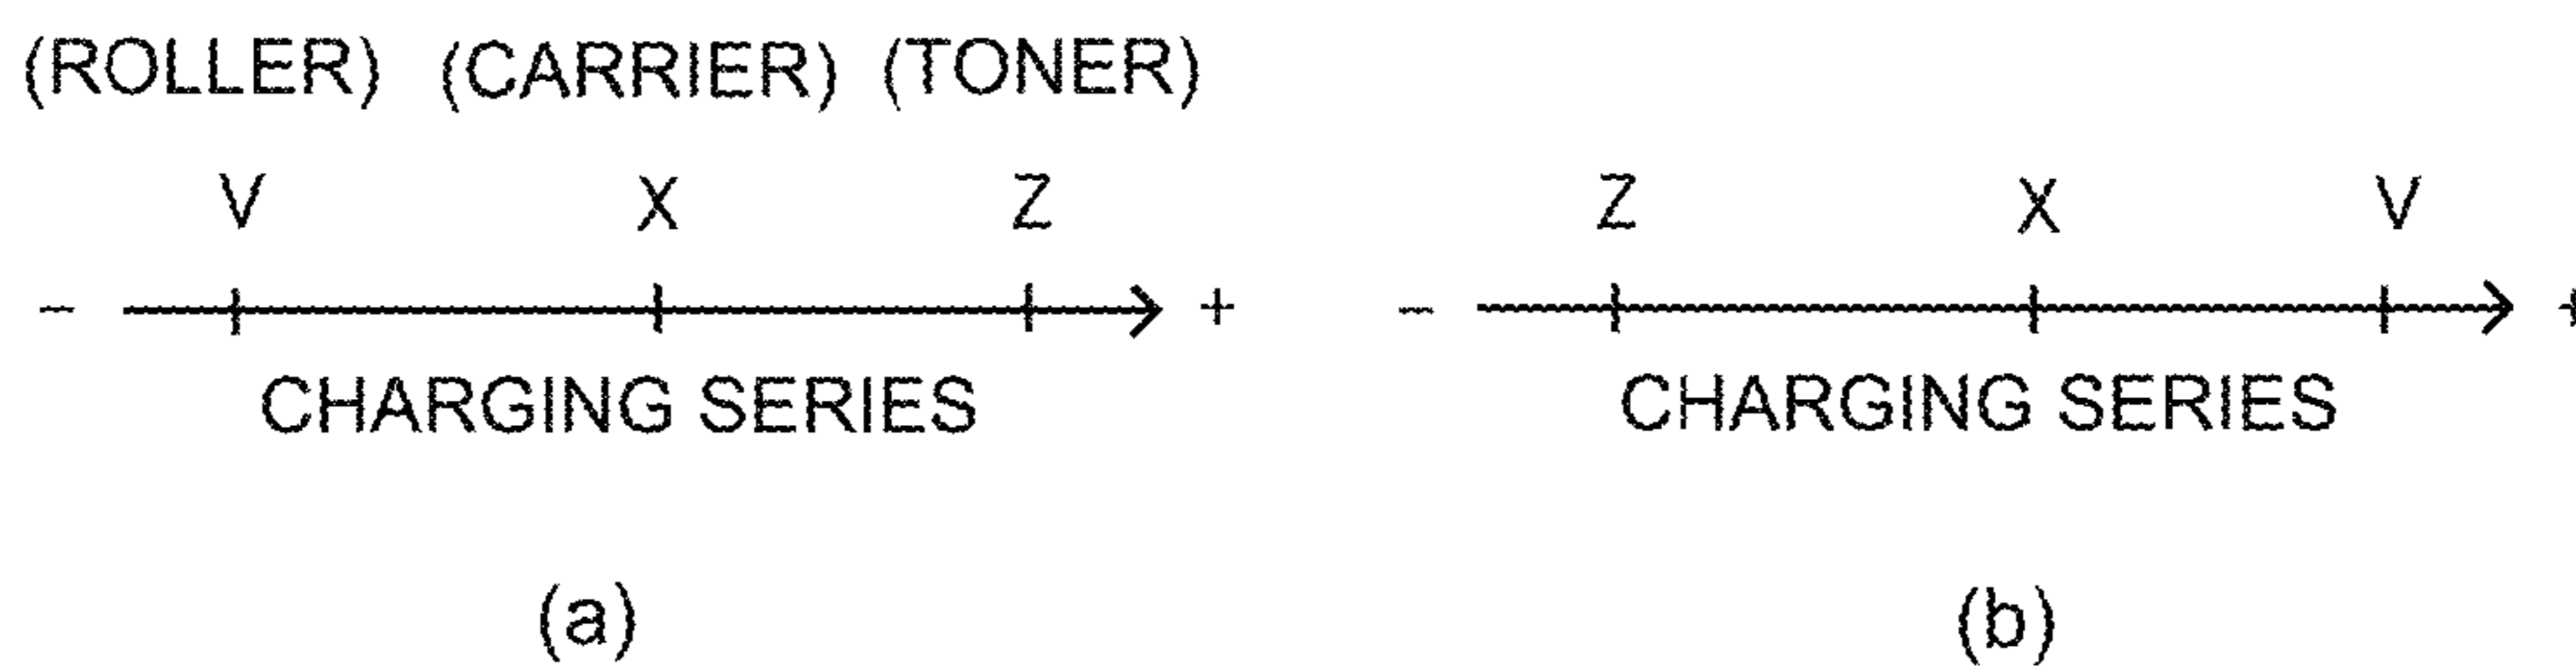 (ROLLER) (CARRIER) (TONER)
V X Z
− +
CHARGING SERIES
(a)
Z X V
− +
CHARGING SERIES
(b)